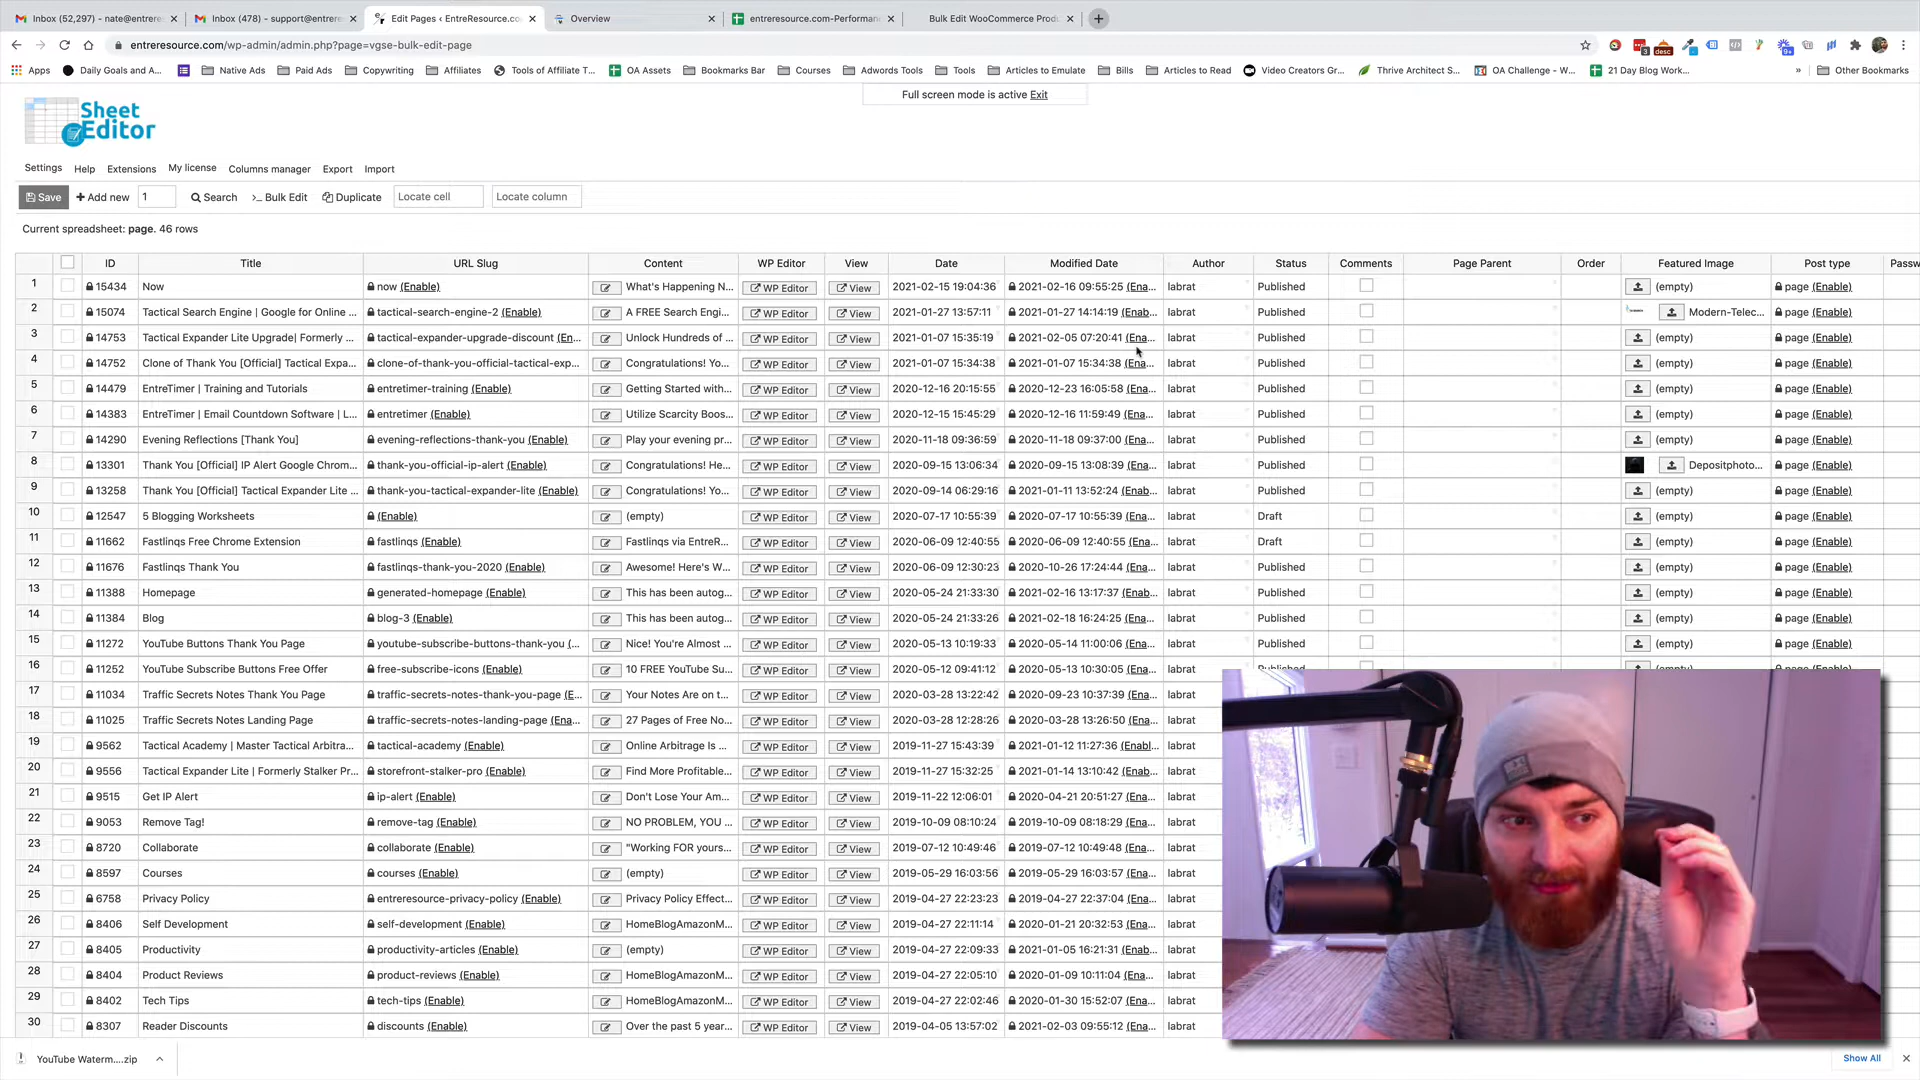 Inbox (52,297) - nate@entrere × Inbox (478) - support@entrere × Edit Pages ‹ EntreResource.co × Overview × entreresource.com-Performan × Bulk Edit WooCommerce Produ × +
entreresource.com/wp-admin/admin.php?page=vgse-bulk-edit-page
Apps Daily Goals and A... Native Ads Paid Ads Copywriting Affiliates Tools of Affiliate T... OA Assets Bookmarks Bar Courses Adwords Tools Tools Articles to Emulate Bills Articles to Read Video Creators Gr... Thrive Architect S... OA Challenge - W... 21 Day Blog Work... » Other Bookmarks
Full screen mode is active Exit
Sheet
Editor
Settings Help Extensions My license Columns manager Export Import
Save + Add new 1 Search >_ Bulk Edit Duplicate Locate cell Locate column
Current spreadsheet: page. 46 rows
ID Title URL Slug Content WP Editor View Date Modified Date Author Status Comments Page Parent Order Featured Image Post type Passw
1 15434 Now now (Enable) What's Happening N... WP Editor View 2021-02-15 19:04:36 2021-02-16 09:55:25 (Ena... labrat Published (empty) page (Enable)
2 15074 Tactical Search Engine | Google for Online ... tactical-search-engine-2 (Enable) A FREE Search Engi... WP Editor View 2021-01-27 13:57:11 2021-01-27 14:14:19 (Enab... labrat Published Modern-Telec... page (Enable)
3 14753 Tactical Expander Lite Upgrade| Formerly ... tactical-expander-upgrade-discount (En... Unlock Hundreds of ... WP Editor View 2021-01-07 15:35:19 2021-02-05 07:20:41 (Ena... labrat Published (empty) page (Enable)
4 14752 Clone of Thank You [Official] Tactical Expa... clone-of-thank-you-official-tactical-exp... Congratulations! Yo... WP Editor View 2021-01-07 15:34:38 2021-01-07 15:34:38 (Ena... labrat Published (empty) page (Enable)
5 14479 EntreTimer | Training and Tutorials entretimer-training (Enable) Getting Started with... WP Editor View 2020-12-16 20:15:55 2020-12-23 16:05:58 (Ena... labrat Published (empty) page (Enable)
6 14383 EntreTimer | Email Countdown Software | L... entretimer (Enable) Utilize Scarcity Boos... WP Editor View 2020-12-15 15:45:29 2020-12-16 11:59:49 (Ena... labrat Published (empty) page (Enable)
7 14290 Evening Reflections [Thank You] evening-reflections-thank-you (Enable) Play your evening pr... WP Editor View 2020-11-18 09:36:59 2020-11-18 09:37:00 (Ena... labrat Published (empty) page (Enable)
8 13301 Thank You [Official] IP Alert Google Chrom... thank-you-official-ip-alert (Enable) Congratulations! He... WP Editor View 2020-09-15 13:06:34 2020-09-15 13:08:39 (Ena... labrat Published Depositphoto... page (Enable)
9 13258 Thank You [Official] Tactical Expander Lite ... thank-you-tactical-expander-lite (Enable) Congratulations! Yo... WP Editor View 2020-09-14 06:29:16 2021-01-11 13:52:24 (Enab... labrat Published (empty) page (Enable)
10 12547 5 Blogging Worksheets (Enable) (empty) WP Editor View 2020-07-17 10:55:39 2020-07-17 10:55:39 (Ena... labrat Draft (empty) page (Enable)
11 11662 Fastlinqs Free Chrome Extension fastlinqs (Enable) Fastlinqs via EntreR... WP Editor View 2020-06-09 12:40:55 2020-06-09 12:40:55 (Ena... labrat Draft (empty) page (Enable)
12 11676 Fastlinqs Thank You fastlinqs-thank-you-2020 (Enable) Awesome! Here's W... WP Editor View 2020-06-09 12:30:23 2020-10-26 17:24:44 (Ena... labrat Published (empty) page (Enable)
13 11388 Homepage generated-homepage (Enable) This has been autog... WP Editor View 2020-05-24 21:33:30 2021-02-16 13:17:37 (Enab... labrat Published (empty) page (Enable)
14 11384 Blog blog-3 (Enable) This has been autog... WP Editor View 2020-05-24 21:33:26 2021-02-18 16:24:25 (Ena... labrat Published (empty) page (Enable)
15 11272 YouTube Buttons Thank You Page youtube-subscribe-buttons-thank-you (... Nice! You're Almost ... WP Editor View 2020-05-13 10:19:33 2020-05-14 11:00:06 (Ena... labrat Published (empty) page (Enable)
16 11252 YouTube Subscribe Buttons Free Offer free-subscribe-icons (Enable) 10 FREE YouTube Su... WP Editor View 2020-05-12 09:41:12 2020-05-13 10:30:05 (Ena... labrat Published (empty) page (Enable)
17 11034 Traffic Secrets Notes Thank You Page traffic-secrets-notes-thank-you-page (E... Your Notes Are on t... WP Editor View 2020-03-28 13:22:42 2020-09-23 10:37:39 (Ena... labrat
18 11025 Traffic Secrets Notes Landing Page traffic-secrets-notes-landing-page (Ena... 27 Pages of Free No... WP Editor View 2020-03-28 12:28:26 2020-03-28 13:26:50 (Ena... labrat
19 9562 Tactical Academy | Master Tactical Arbitra... tactical-academy (Enable) Online Arbitrage Is ... WP Editor View 2019-11-27 15:43:39 2021-01-12 11:27:36 (Enabl... labrat
20 9556 Tactical Expander Lite | Formerly Stalker Pr... storefront-stalker-pro (Enable) Find More Profitable... WP Editor View 2019-11-27 15:32:25 2021-01-14 13:10:42 (Enab... labrat
21 9515 Get IP Alert ip-alert (Enable) Don't Lose Your Am... WP Editor View 2019-11-22 12:06:01 2020-04-21 20:51:27 (Ena... labrat
22 9053 Remove Tag! remove-tag (Enable) NO PROBLEM, YOU ... WP Editor View 2019-10-09 08:10:24 2019-10-09 08:18:29 (Ena... labrat
23 8720 Collaborate collaborate (Enable) "Working FOR yours... WP Editor View 2019-07-12 10:49:46 2019-07-12 10:49:48 (Ena... labrat
24 8597 Courses courses (Enable) (empty) WP Editor View 2019-05-29 16:03:56 2019-05-29 16:03:57 (Ena... labrat
25 6758 Privacy Policy entreresource-privacy-policy (Enable) Privacy Policy Effect... WP Editor View 2019-04-27 22:23:23 2019-04-27 22:37:04 (Ena... labrat
26 8406 Self Development self-development (Enable) HomeBlogAmazonM... WP Editor View 2019-04-27 22:11:14 2020-01-21 20:32:53 (Ena... labrat
27 8405 Productivity productivity-articles (Enable) (empty) WP Editor View 2019-04-27 22:09:33 2021-01-05 16:21:31 (Enab... labrat
28 8404 Product Reviews product-reviews (Enable) HomeBlogAmazonM... WP Editor View 2019-04-27 22:05:10 2020-01-09 10:11:04 (Ena... labrat
29 8402 Tech Tips tech-tips (Enable) HomeBlogAmazonM... WP Editor View 2019-04-27 22:02:46 2020-01-30 15:52:07 (Ena... labrat
30 8307 Reader Discounts discounts (Enable) Over the past 5 year... WP Editor View 2019-04-05 13:57:02 2021-02-03 09:55:12 (Ena... labrat
YouTube Waterm....zip Show All ×